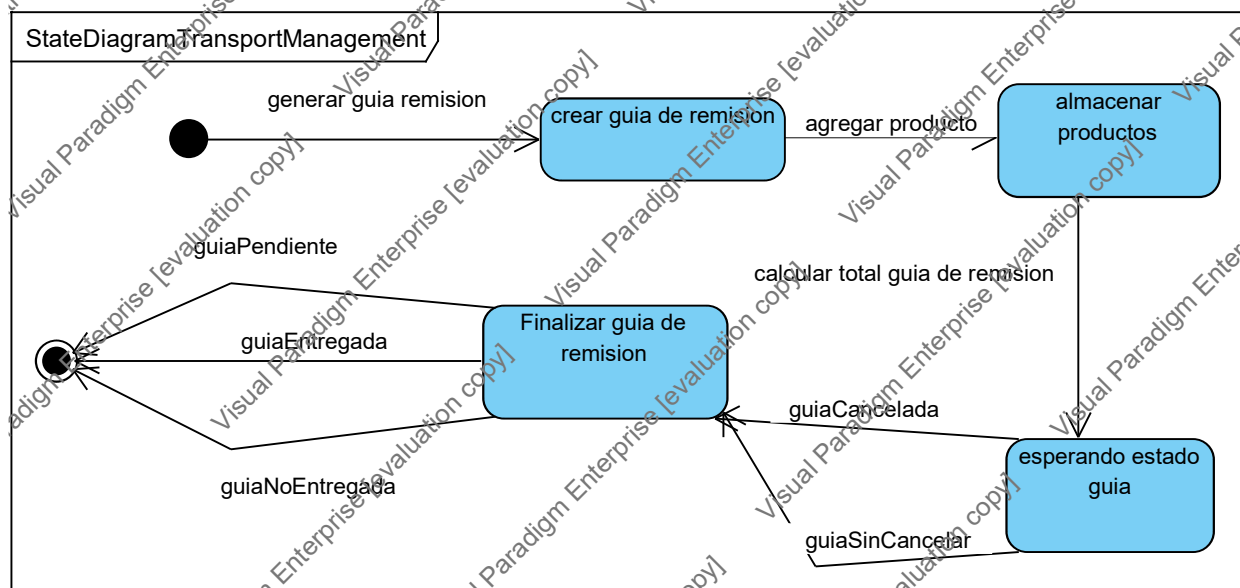 StateDiagramTransportManagement
generar guia remision
crear guia de remision
agregar producto
almacenar
productos
guiaPendiente
calcular total guia de remision
Finalizar guia de
remision
guiaEntregada
guiaCancelada
esperando estado
guia
guiaNoEntregada
guiaSinCancelar
Visual Paradigm Enterprise [evaluation copy]